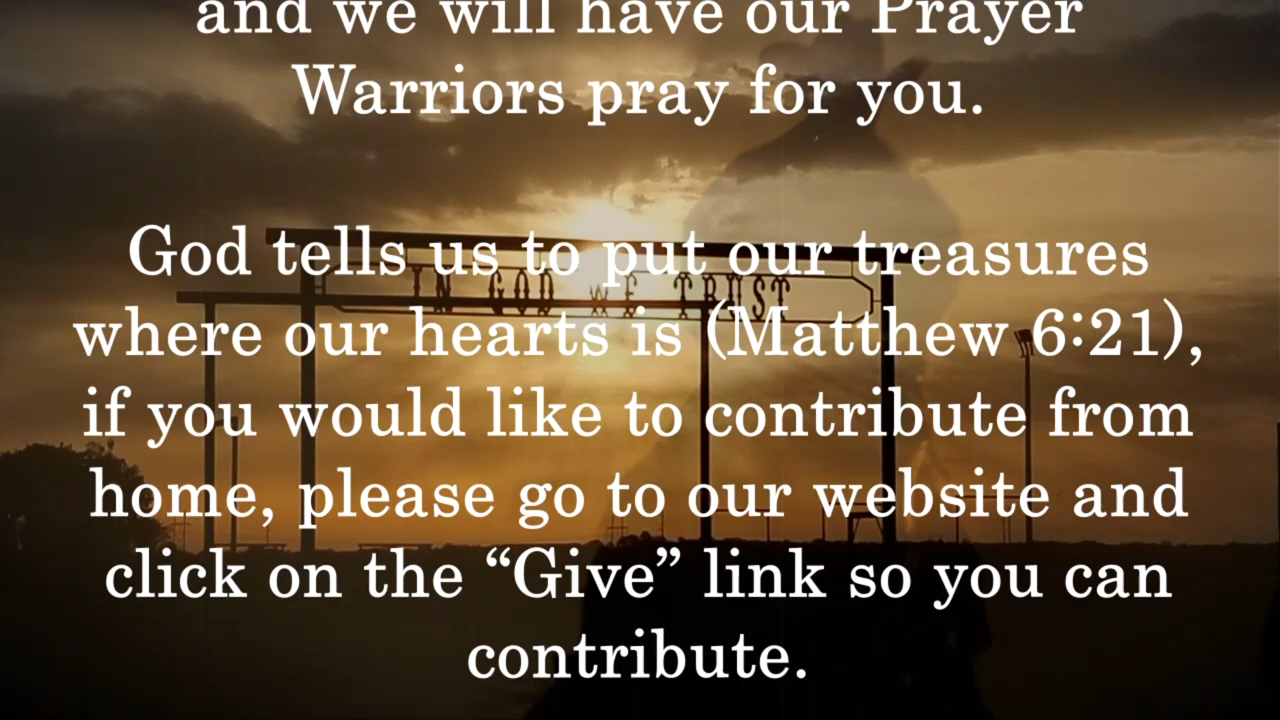 and we will have our Prayer
Warriors pray for you.
God tells us to put our treasures
IN GOD WE TRUST
where our hearts is (Matthew 6:21),
if you would like to contribute from
home, please go to our website and
click on the “Give” link so you can
contribute.